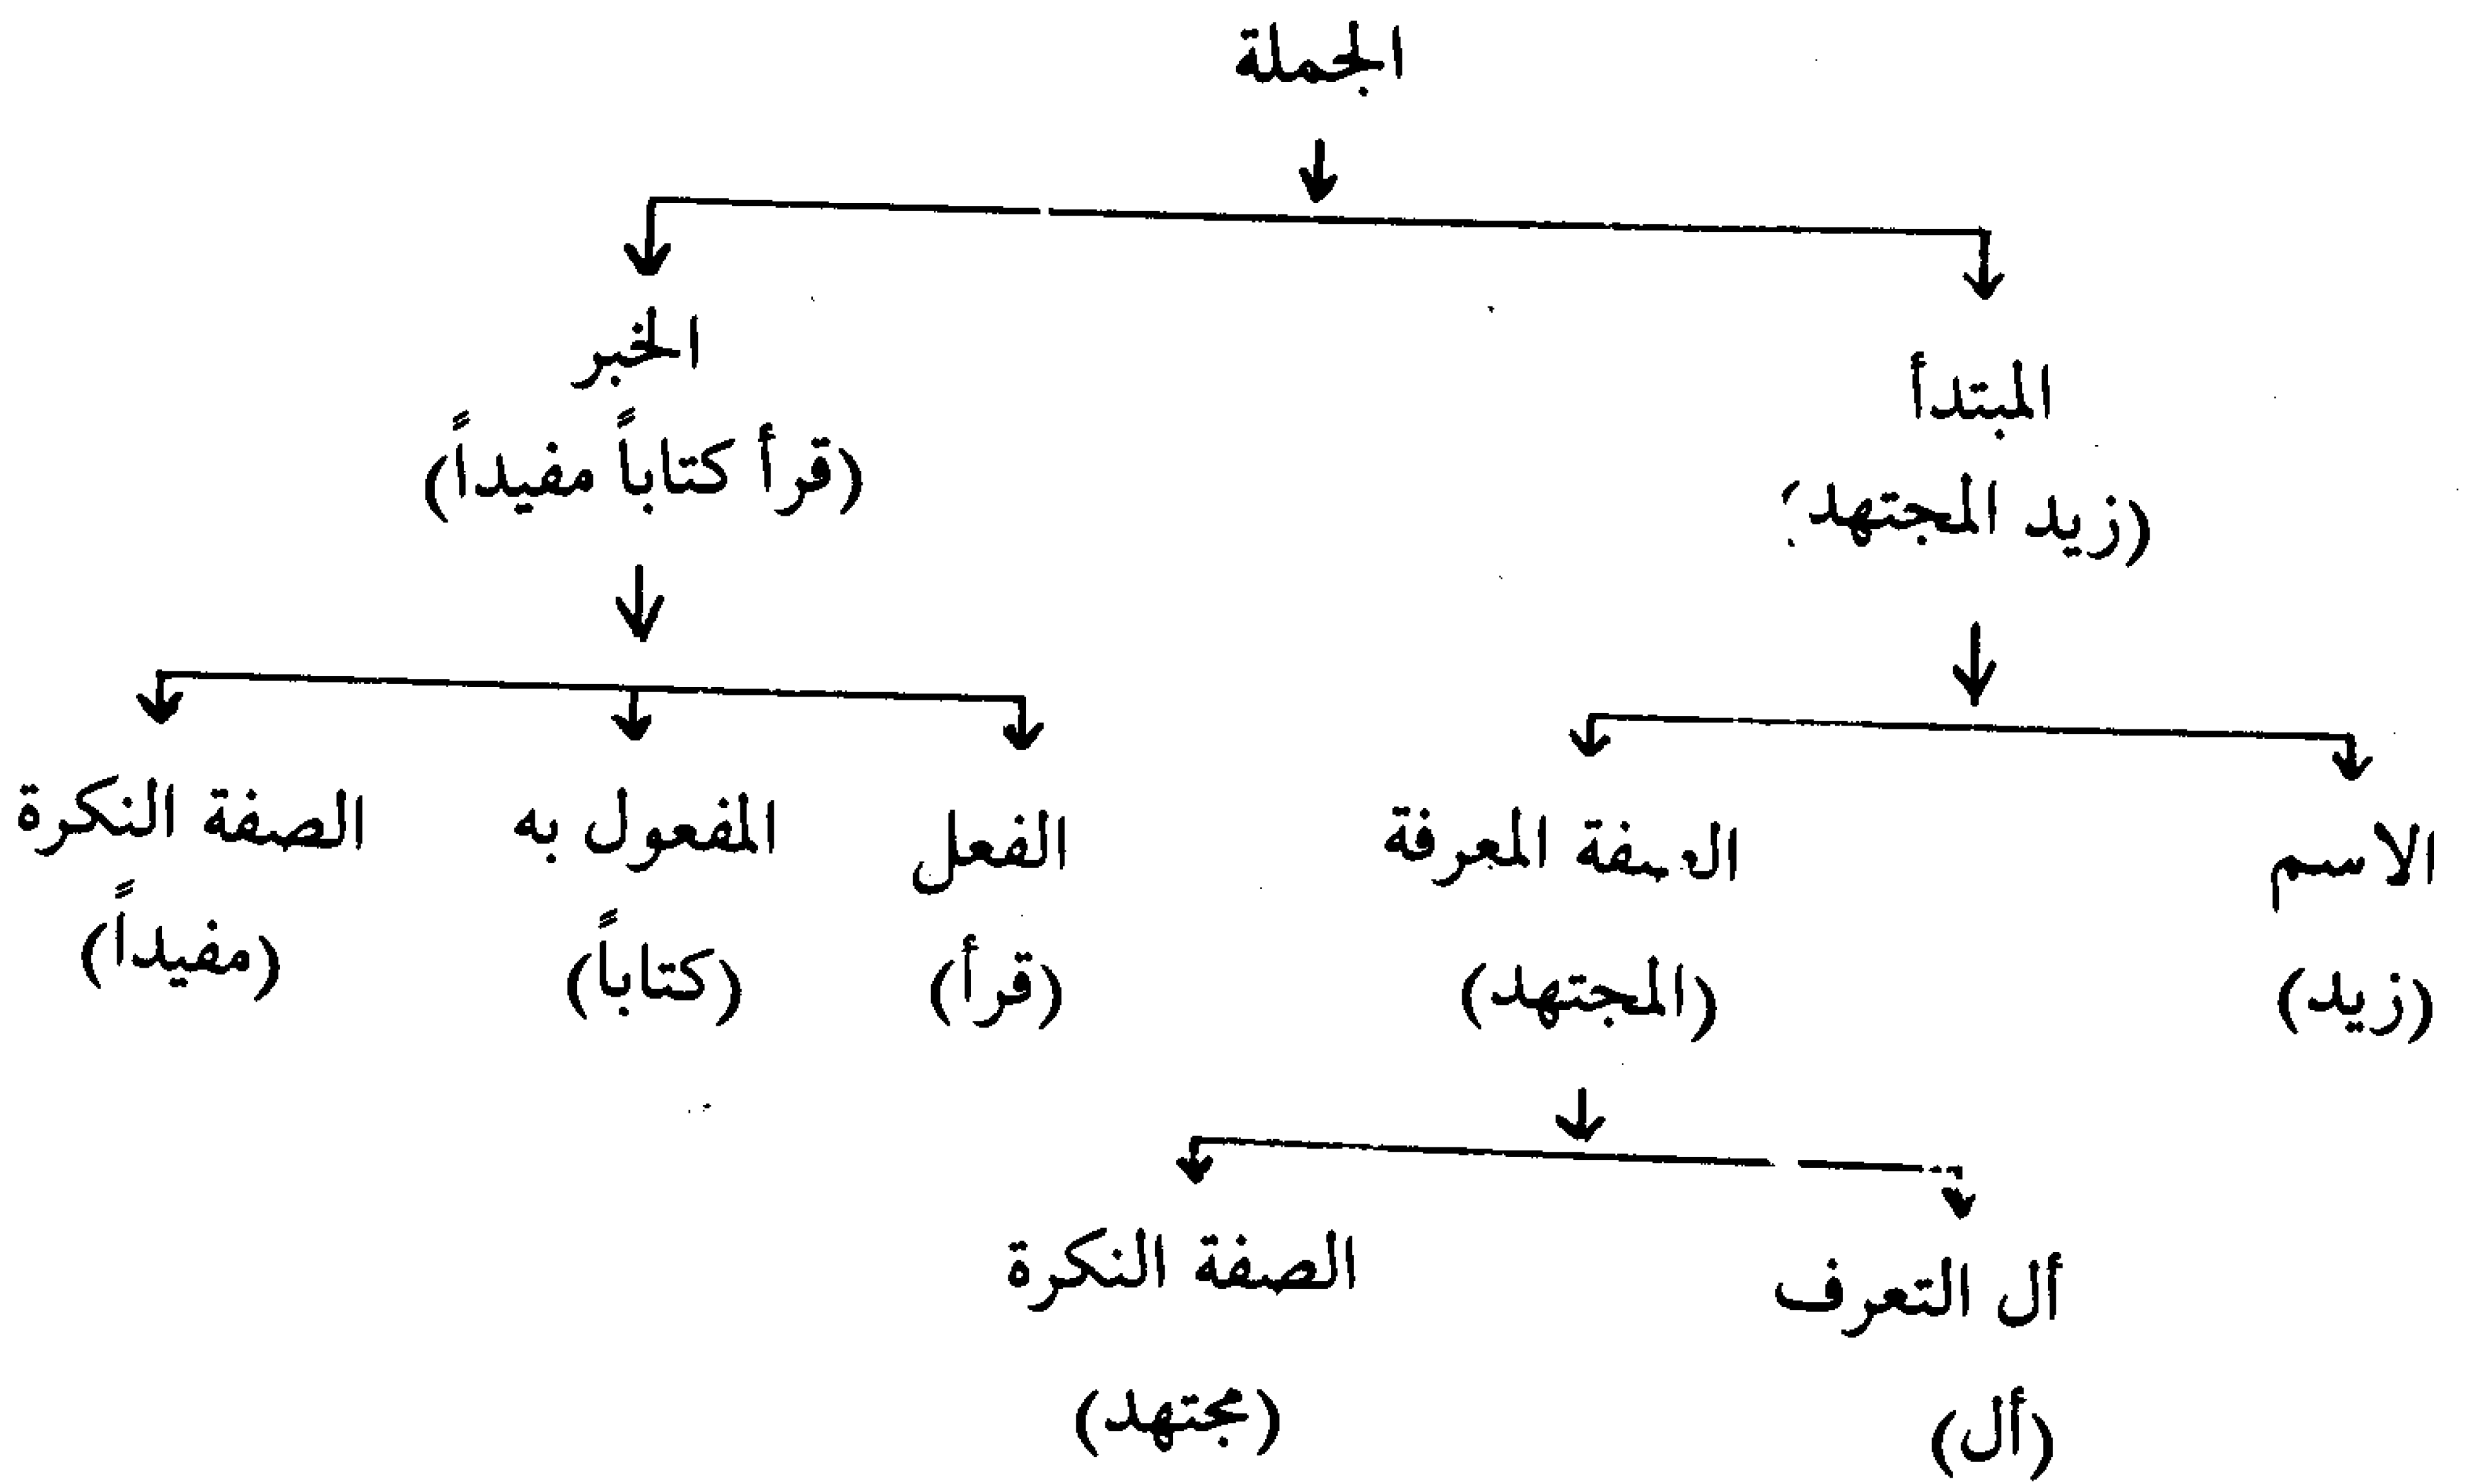 الجملة
المبتدأ
(زيد المجتهد)
الخبر
(قرأ كتاباً مفيداً)
الاسم
(زيد)
الصفة المعرفة
(المجتهد)
الفعل
(قرأ)
المفعول به
(كتاباً)
الصفة النكرة
(مفيداً)
أل التعرف
(أل)
الصفة النكرة
(مجتهد)